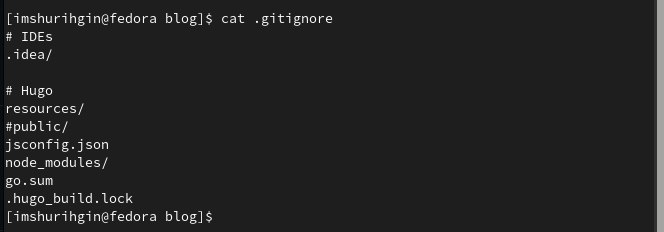 [imshurihgin@fedora blog]$ cat .gitignore
# IDEs
.idea/

# Hugo
resources/
#public/
jsconfig.json
node_modules/
go.sum
.hugo_build.lock
[imshurihgin@fedora blog]$